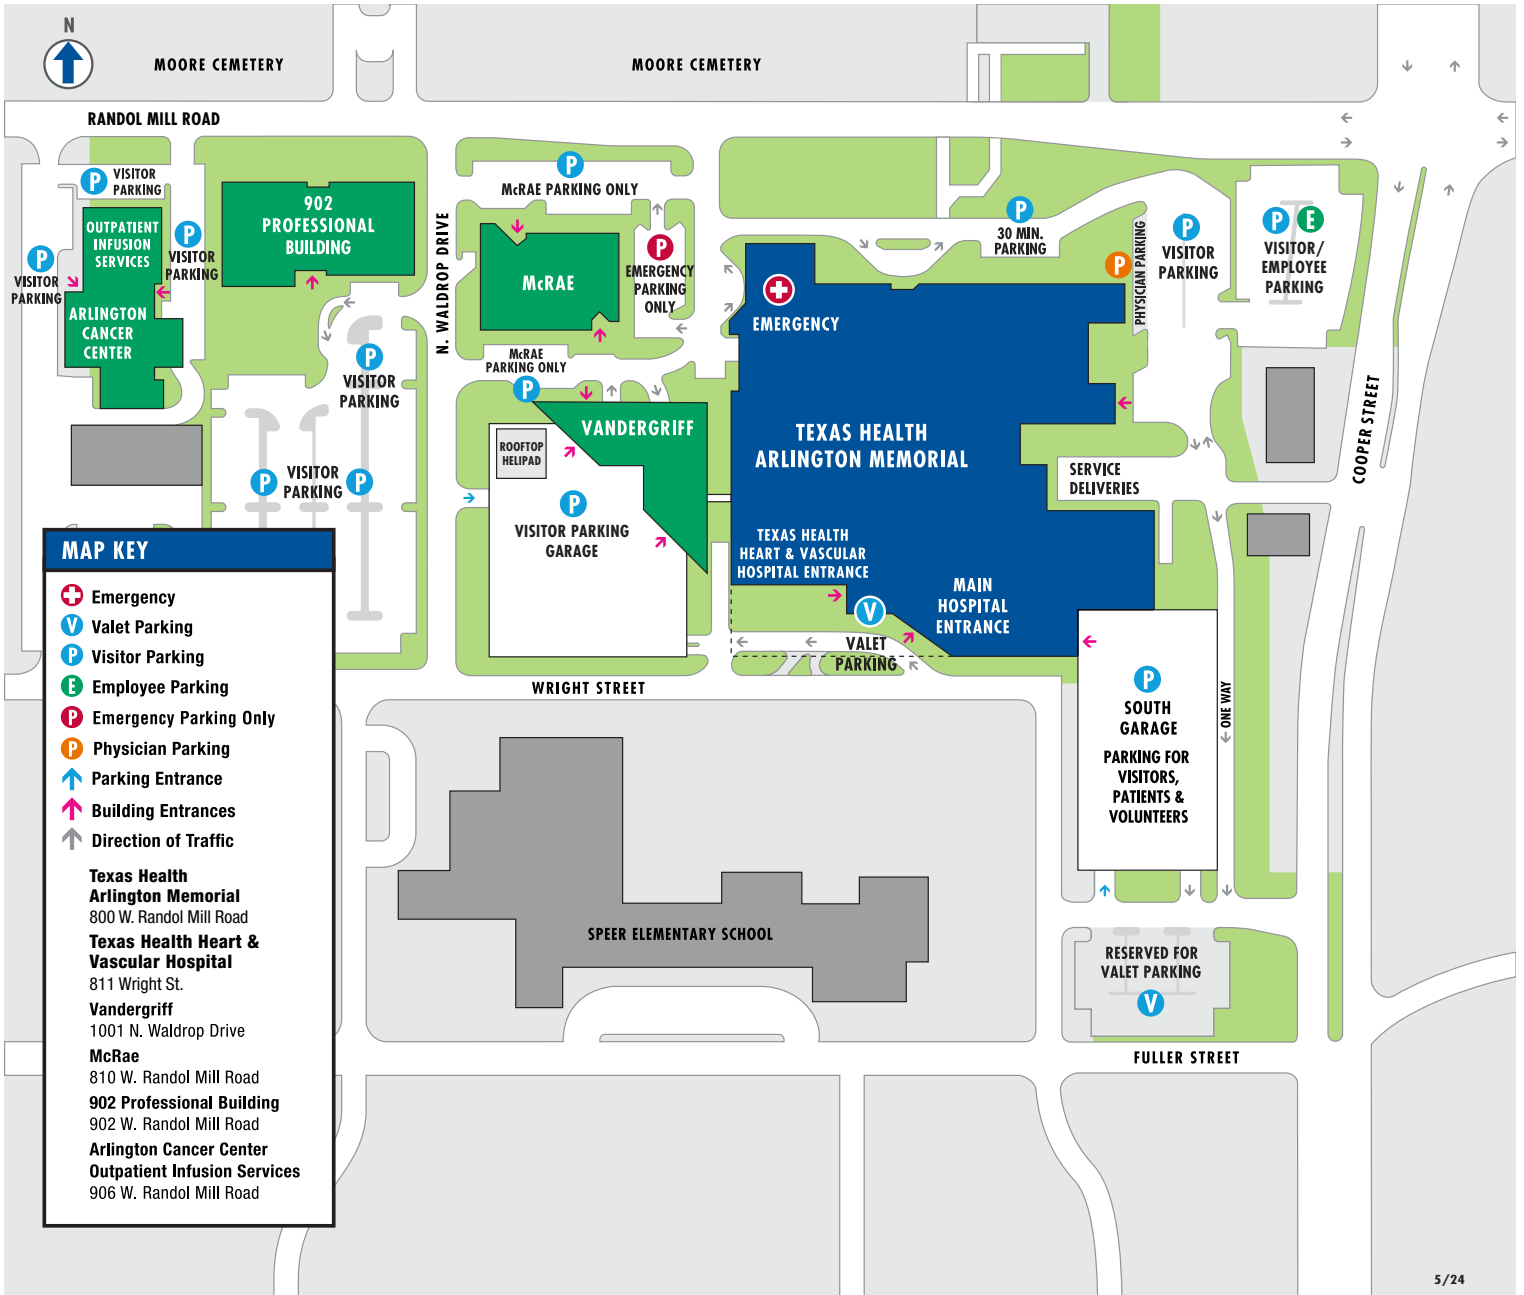 N
MOORE CEMETERY
MOORE CEMETERY
RANDOL MILL ROAD
P
VISITOR
PARKING
OUTPATIENT
INFUSION
SERVICES
P
VISITOR
PARKING
P
VISITOR
PARKING
ARLINGTON
CANCER
CENTER
902
PROFESSIONAL
BUILDING
N. WALDROP DRIVE
P
McRAE PARKING ONLY
McRAE
P
EMERGENCY
PARKING
ONLY
McRAE
PARKING ONLY
P
P
VISITOR
PARKING
P
VISITOR
PARKING
P
EMERGENCY
P
30 MIN.
PARKING
P
PHYSICIAN PARKING
P
VISITOR
PARKING
P
E
VISITOR/
EMPLOYEE
PARKING
COOPER STREET
VANDERGRIFF
ROOFTOP
HELIPAD
P
VISITOR PARKING
GARAGE
TEXAS HEALTH
ARLINGTON MEMORIAL
SERVICE
DELIVERIES
TEXAS HEALTH
HEART & VASCULAR
HOSPITAL ENTRANCE
MAIN
HOSPITAL
ENTRANCE
V
VALET
PARKING
WRIGHT STREET
P
SOUTH
GARAGE
PARKING FOR
VISITORS,
PATIENTS &
VOLUNTEERS
ONE WAY
SPEER ELEMENTARY SCHOOL
RESERVED FOR
VALET PARKING
V
FULLER STREET
MAP KEY
Emergency
V Valet Parking
P Visitor Parking
E Employee Parking
P Emergency Parking Only
P Physician Parking
Parking Entrance
Building Entrances
Direction of Traffic
Texas Health
Arlington Memorial
800 W. Randol Mill Road
Texas Health Heart &
Vascular Hospital
811 Wright St.
Vandergriff
1001 N. Waldrop Drive
McRae
810 W. Randol Mill Road
902 Professional Building
902 W. Randol Mill Road
Arlington Cancer Center
Outpatient Infusion Services
906 W. Randol Mill Road
5/24